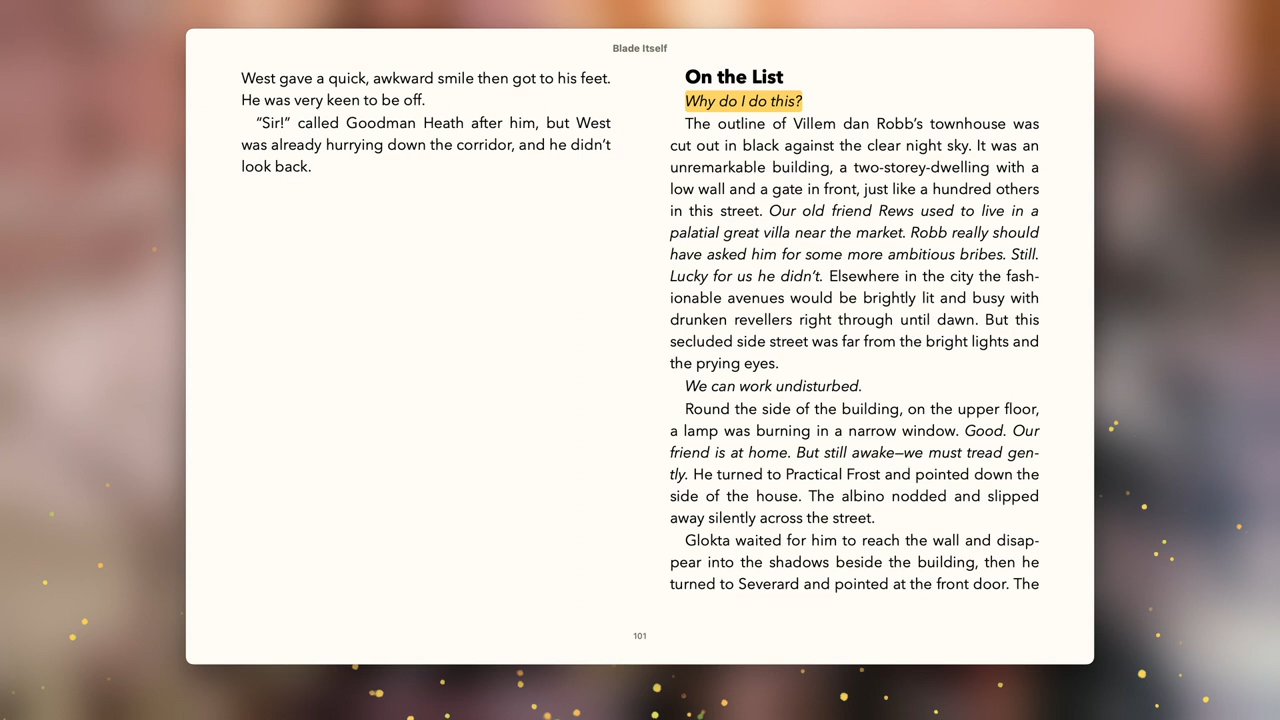 Blade Itself
West gave a quick, awkward smile then got to his feet.
He was very keen to be off.
“Sir!” called Goodman Heath after him, but West
was already hurrying down the corridor, and he didn’t
look back.
On the List
Why do I do this?
The outline of Villem dan Robb’s townhouse was
cut out in black against the clear night sky. It was an
unremarkable building, a two-storey-dwelling with a
low wall and a gate in front, just like a hundred others
in this street. Our old friend Rews used to live in a
palatial great villa near the market. Robb really should
have asked him for some more ambitious bribes. Still.
Lucky for us he didn’t. Elsewhere in the city the fash-
ionable avenues would be brightly lit and busy with
drunken revellers right through until dawn. But this
secluded side street was far from the bright lights and
the prying eyes.
We can work undisturbed.
Round the side of the building, on the upper floor,
a lamp was burning in a narrow window. Good. Our
friend is at home. But still awake—we must tread gen-
tly. He turned to Practical Frost and pointed down the
side of the house. The albino nodded and slipped
away silently across the street.
Glokta waited for him to reach the wall and disap-
pear into the shadows beside the building, then he
turned to Severard and pointed at the front door. The
101